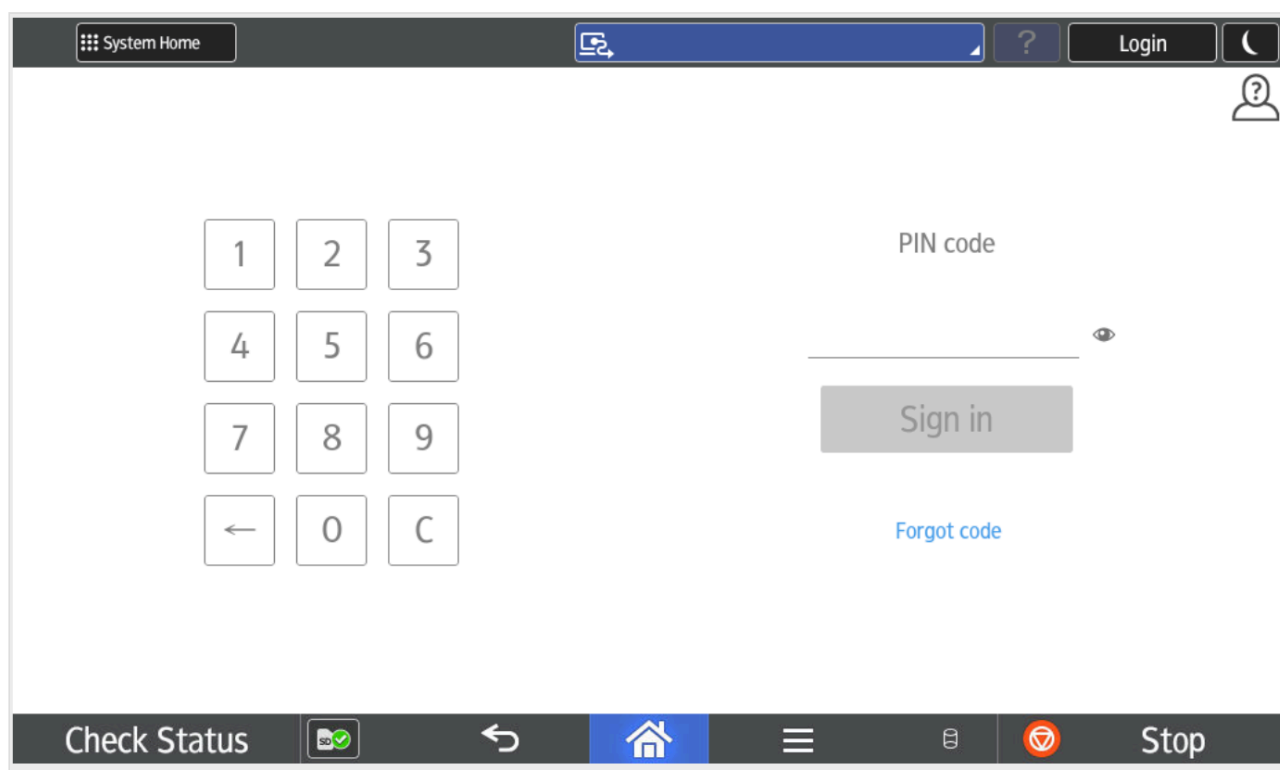 System Home
?
Login
?
1 2 3
PIN code
4 5 6
Sign in
7 8 9
← 0 C
Forgot code
Check Status
SD
Stop